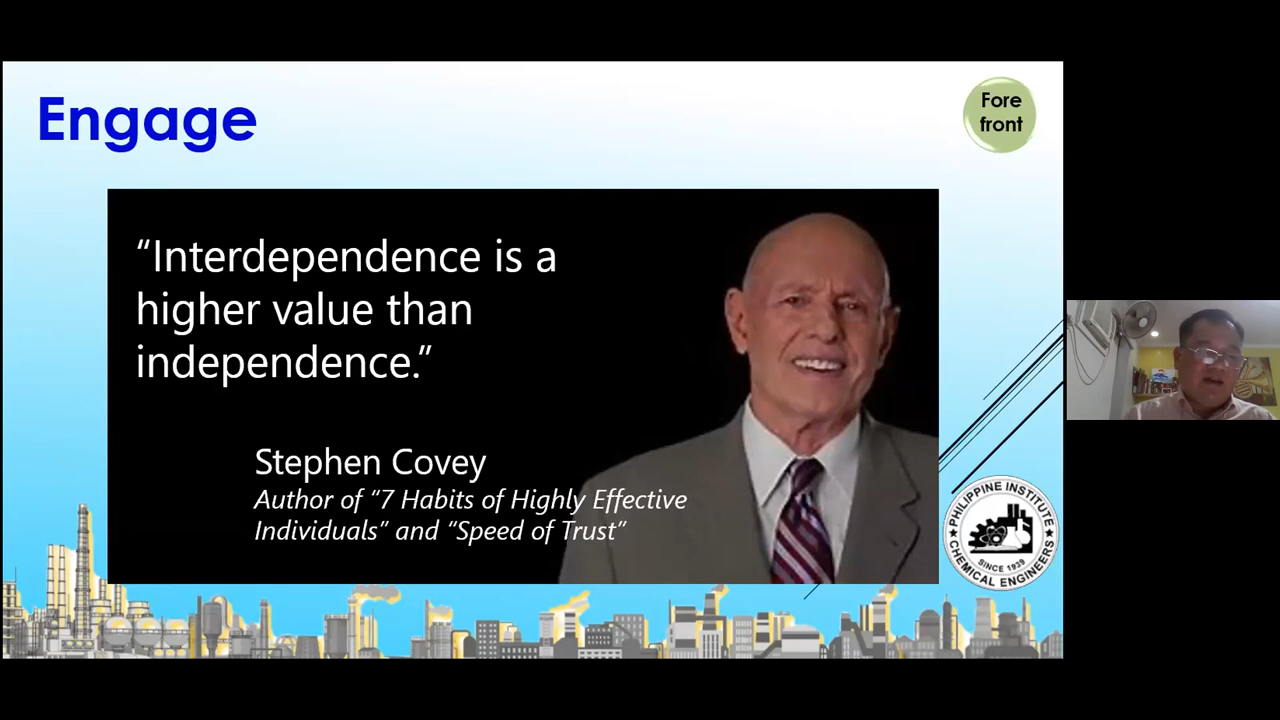 Engage
Fore
front
“Interdependence is a
higher value than
independence.”
Stephen Covey
Author of “7 Habits of Highly Effective
Individuals” and “Speed of Trust”
PHILIPPINE INSTITUTE
CHEMICAL ENGINEERS
SINCE 1939